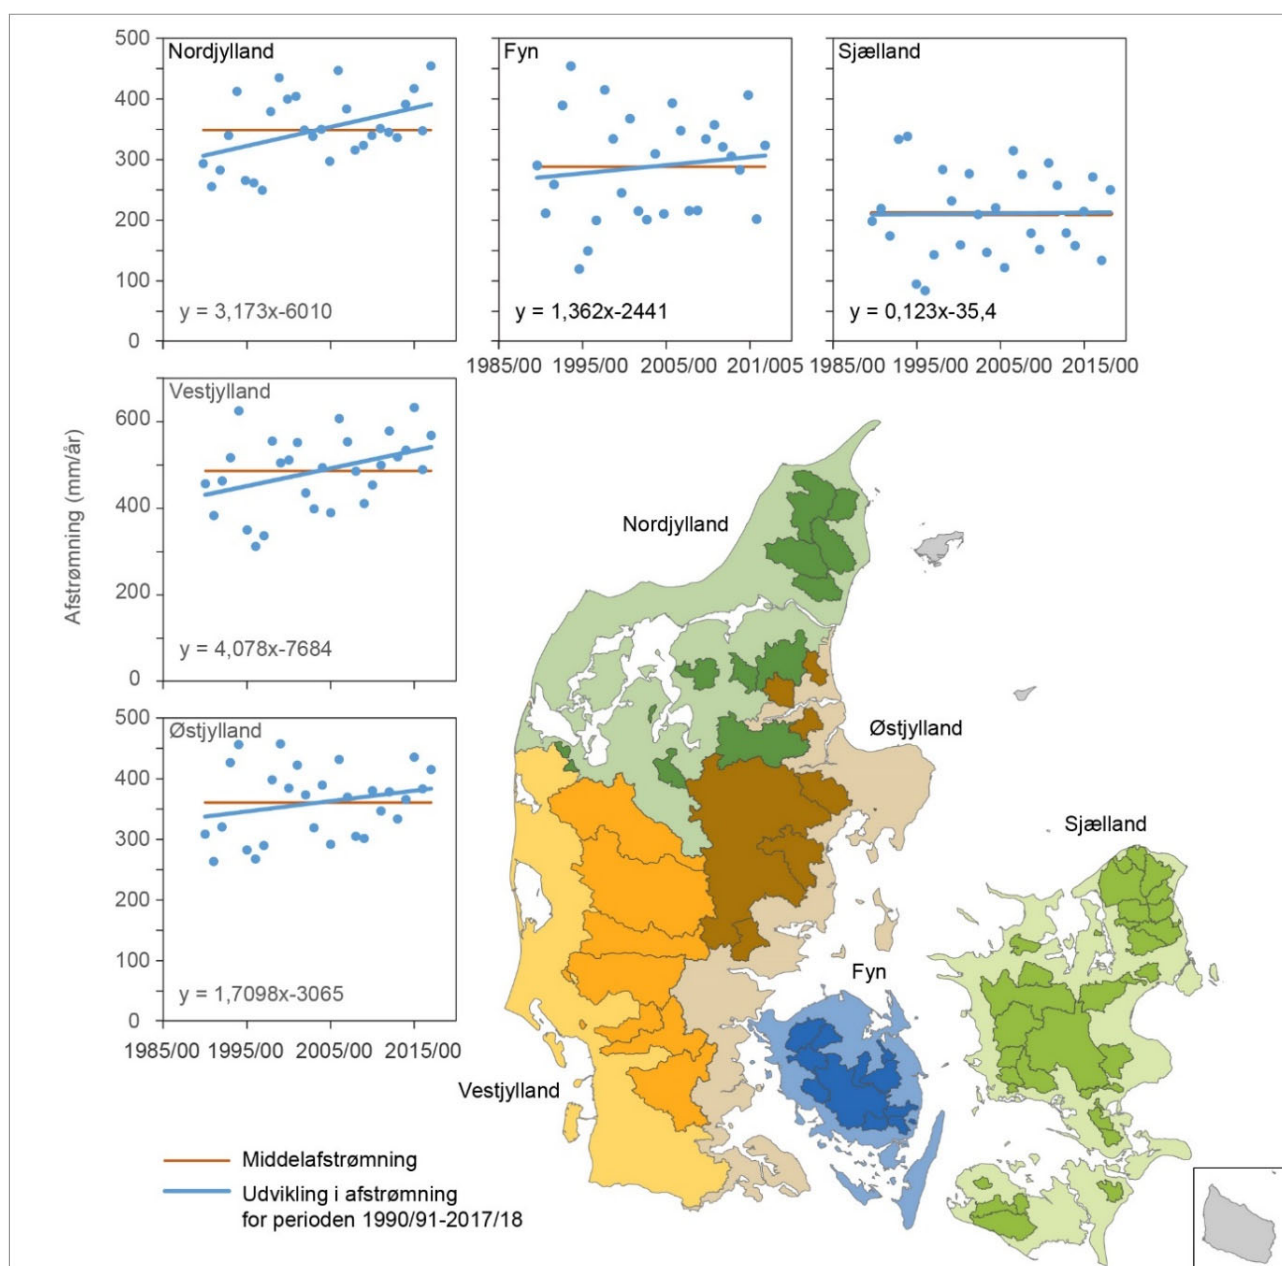 Nordjylland
Fyn
Sjælland
500
400
300
200
100
0
y = 3,173x-6010
y = 1,362x-2441
y = 0,123x-35,4
1985/00 1995/00 2005/00 201/005
1985/00 1995/00 2005/00 2015/00
Vestjylland
600
400
200
0
y = 4,078x-7684
Afstrømning (mm/år)
Østjylland
500
400
300
200
100
0
y = 1,7098x-3065
1985/00 1995/00 2005/00 2015/00
Nordjylland
Østjylland
Sjælland
Fyn
Vestjylland
Middelafstrømning
Udvikling i afstrømning
for perioden 1990/91-2017/18